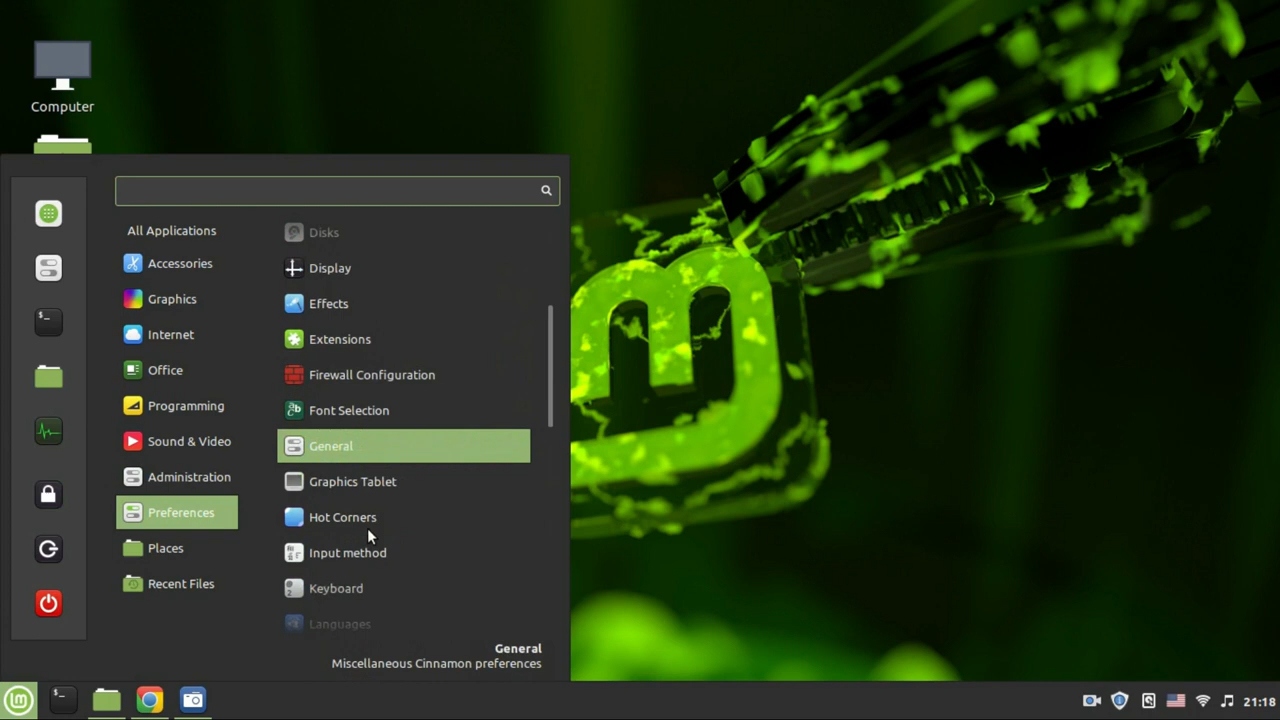 Computer
All Applications
Accessories
Graphics
Internet
Office
Programming
Sound & Video
Administration
Preferences
Places
Recent Files
Disks
Display
Effects
Extensions
Firewall Configuration
Font Selection
General
Graphics Tablet
Hot Corners
Input method
Keyboard
Languages
General
Miscellaneous Cinnamon preferences
21:18